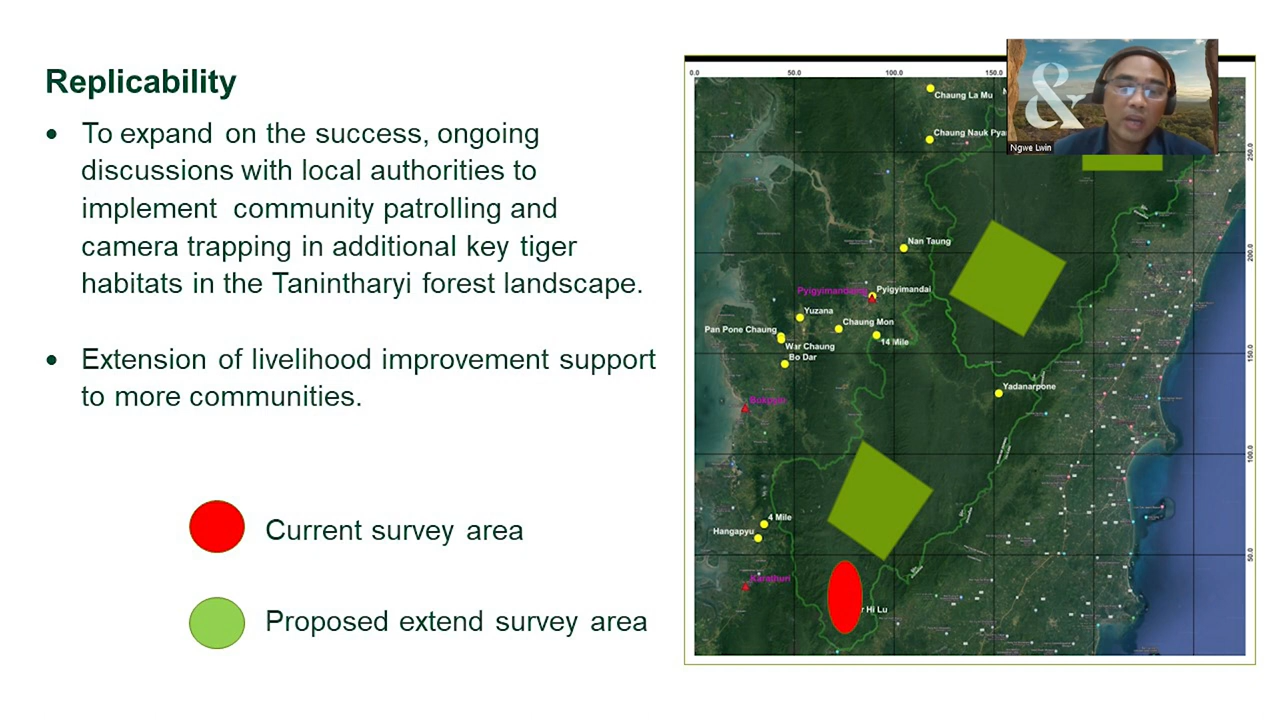 Replicability
• To expand on the success, ongoing
discussions with local authorities to
implement community patrolling and
camera trapping in additional key tiger
habitats in the Tanintharyi forest landscape.
• Extension of livelihood improvement support
to more communities.
Current survey area
Proposed extend survey area
0.0 50.0 100.0 150.0
&
Ngwe Lwin
Chaung La Mu
Chaung Nauk Pya
250.0
Nan Taung
200.0
Pyigyimandai
Yuzana
Chaung Mon
Pan Pone Chaung
14 Mile
War Chaung
150.0
Bo Dar
Yadanarpone
100.0
4 Mile
Hangapyu
50.0
Hi Lu